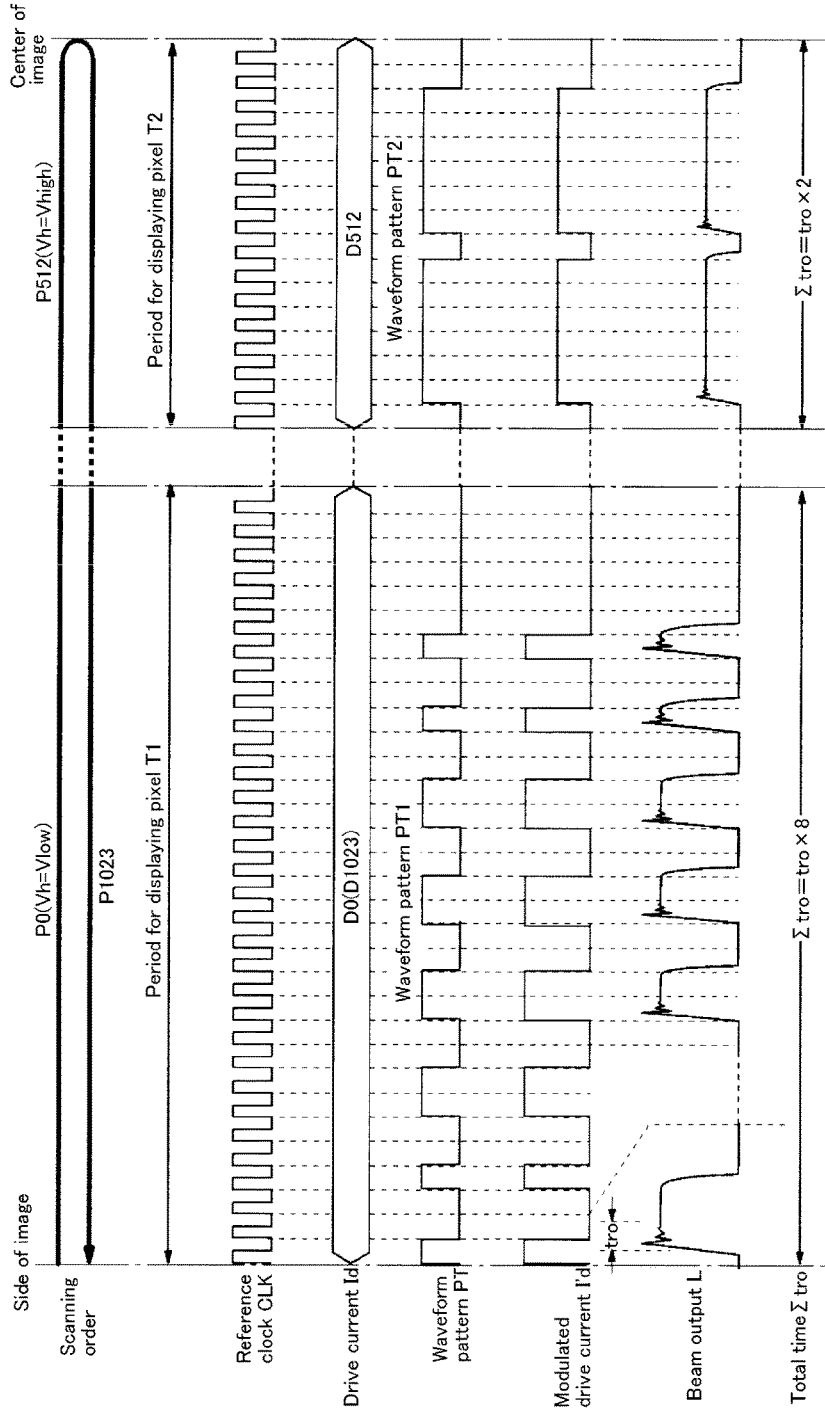 Side of image
Center of
image
Scanning
order
P0(Vh=Vlow)
P512(Vh=Vhigh)
P1023
Period for displaying pixel T1
Period for displaying pixel T2
Reference
clock CLK
Drive current Id
D0(D1023)
D512
Waveform pattern PT1
Waveform pattern PT2
Waveform
pattern PT
Modulated
drive current I'd
tro
Beam output L
Total time Σ tro
Σ tro=tro×8
Σ tro=tro×2